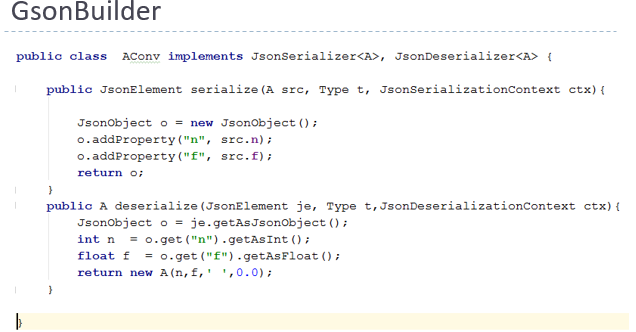 GsonBuilder
public class AConv implements JsonSerializer<A>, JsonDeserializer<A> {
public JsonElement serialize(A src, Type t, JsonSerializationContext ctx){
JsonObject o = new JsonObject();
o.addProperty("n", src.n);
o.addProperty("f", src.f);
return o;
}
public A deserialize(JsonElement je, Type t,JsonDeserializationContext ctx){
JsonObject o = je.getAsJsonObject();
int n = o.get("n").getAsInt();
float f = o.get("f").getAsFloat();
return new A(n,f,' ',0.0);
}
}